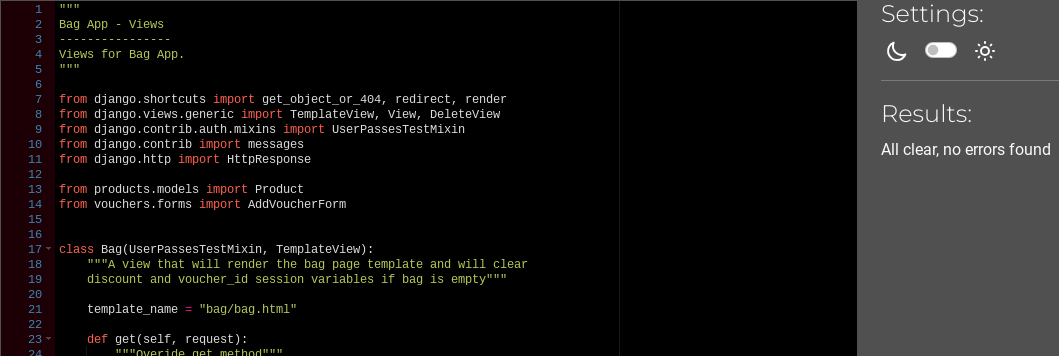 1 """
2 Bag App - Views
3 ----------------
4 Views for Bag App.
5 """
6
7 from django.shortcuts import get_object_or_404, redirect, render
8 from django.views.generic import TemplateView, View, DeleteView
9 from django.contrib.auth.mixins import UserPassesTestMixin
10 from django.contrib import messages
11 from django.http import HttpResponse
12
13 from products.models import Product
14 from vouchers.forms import AddVoucherForm
15
16
17 class Bag(UserPassesTestMixin, TemplateView):
18     """A view that will render the bag page template and will clear
19     discount and voucher_id session variables if bag is empty"""
20
21     template_name = "bag/bag.html"
22
23     def get(self, request):
24         """Overide get method"""
Settings:
Results:
All clear, no errors found